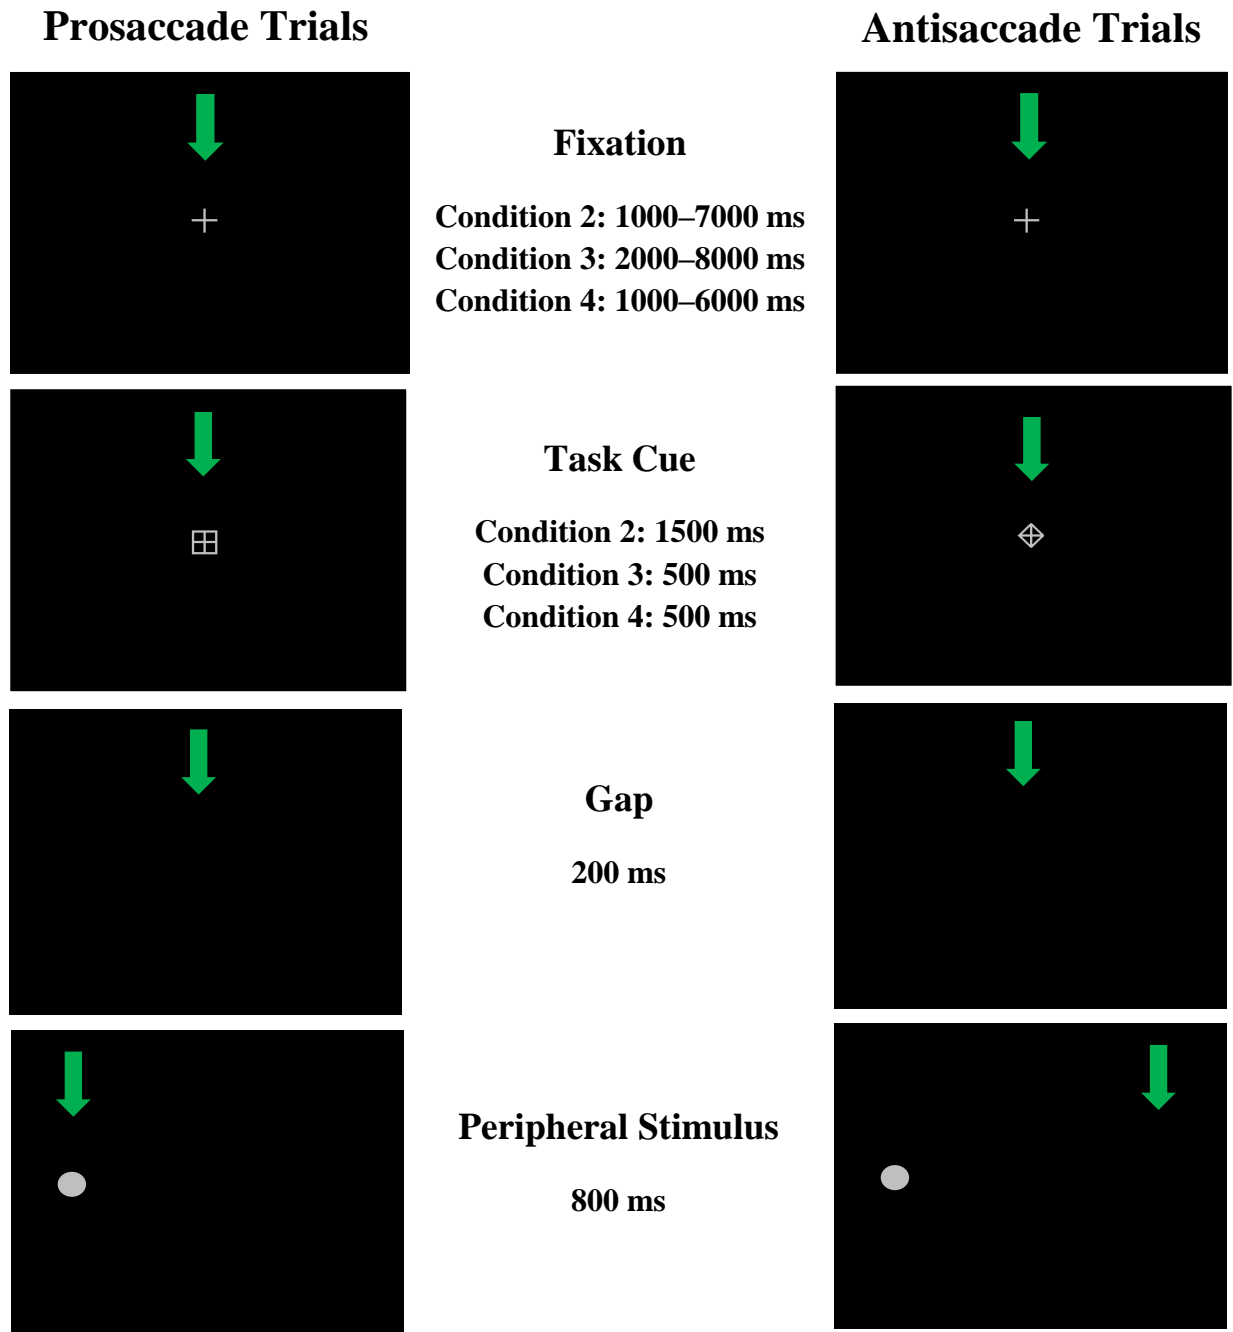 Prosaccade Trials
Antisaccade Trials
Fixation
Condition 2: 1000–7000 ms
Condition 3: 2000–8000 ms
Condition 4: 1000–6000 ms
Task Cue
Condition 2: 1500 ms
Condition 3: 500 ms
Condition 4: 500 ms
Gap
200 ms
Peripheral Stimulus
800 ms